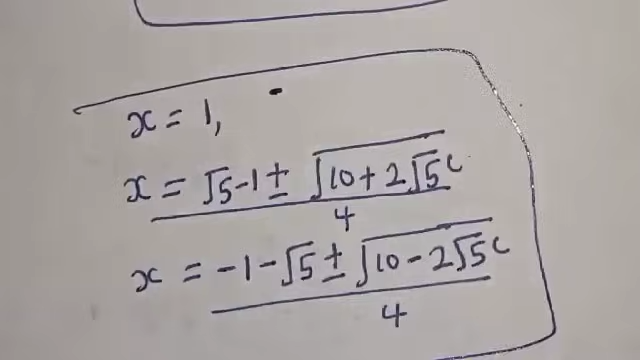 x = 1,
x = √5-1 ± √(10 + 2√5) i / 4
x = -1-√5 ± √(10 - 2√5) i / 4